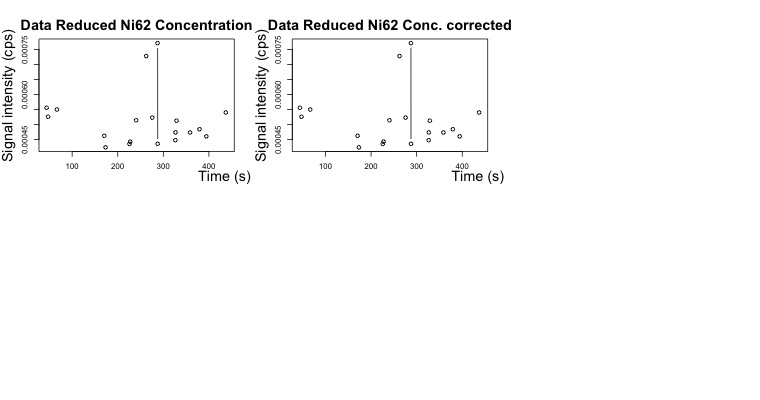 Data Reduced Ni62 Concentration
Signal intensity (cps)
0.00075
0.00060
0.00045
100 200 300 400
Time (s)
Data Reduced Ni62 Conc. corrected
Signal intensity (cps)
0.00075
0.00060
0.00045
100 200 300 400
Time (s)